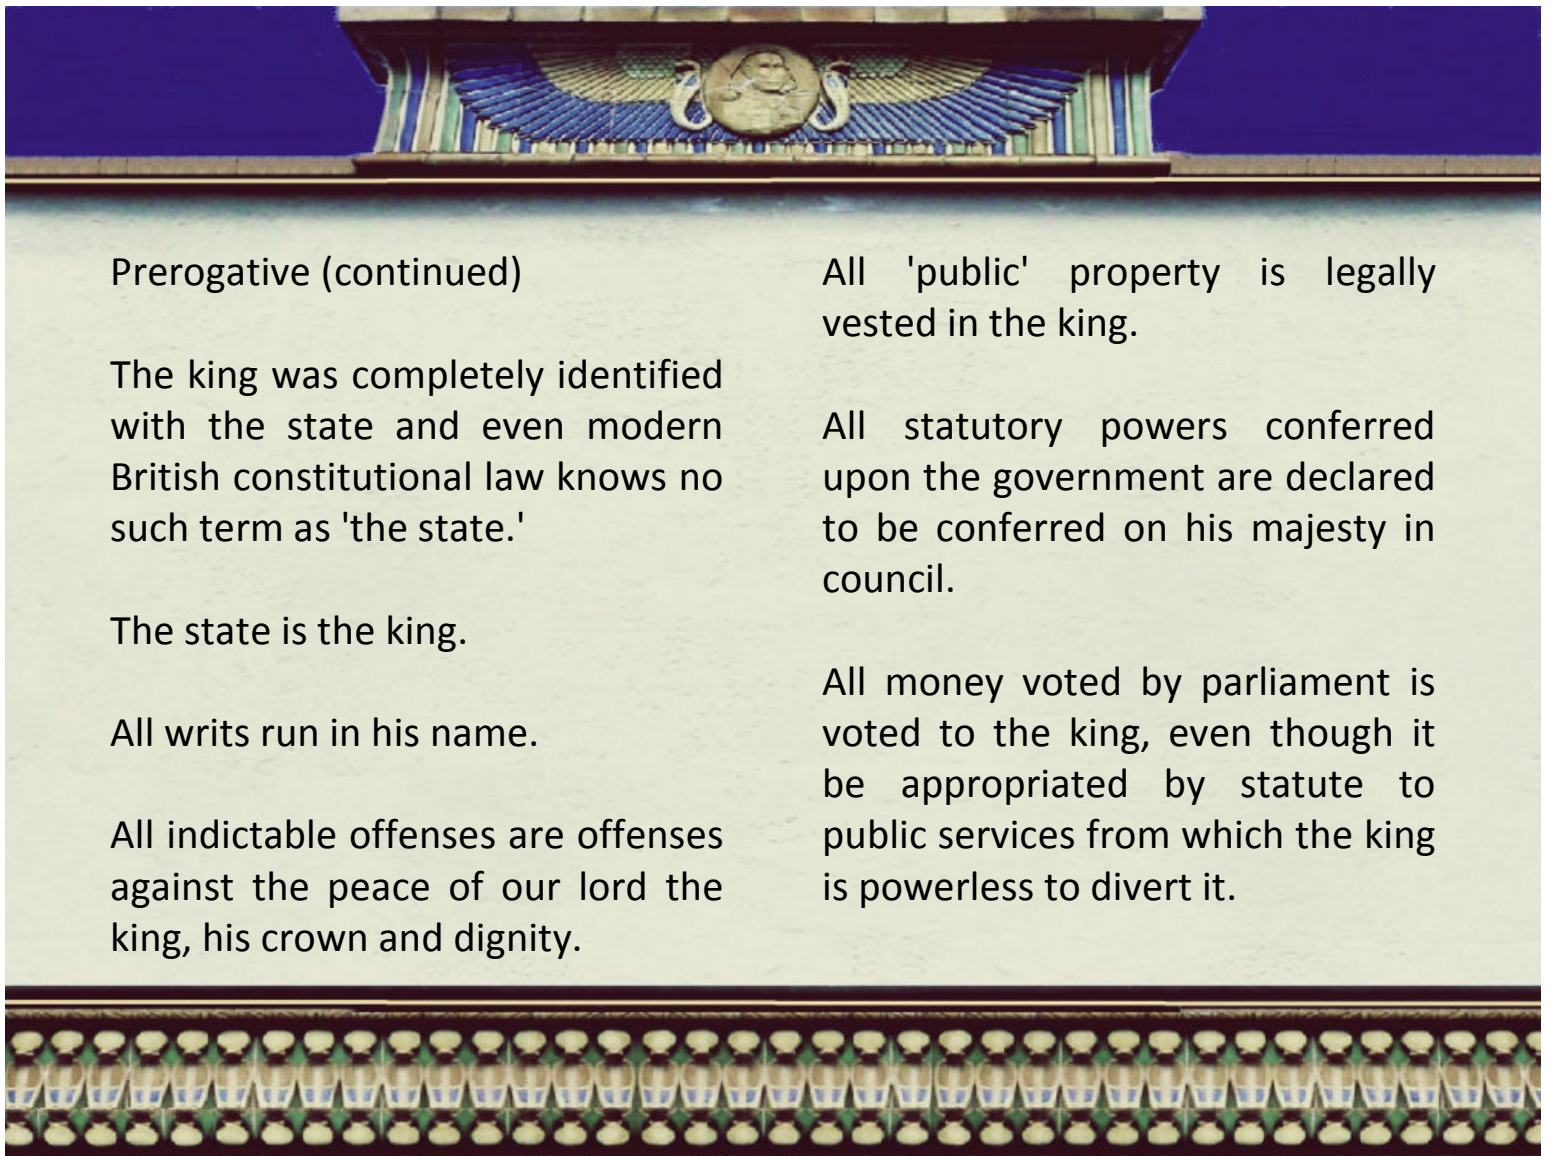 Prerogative (continued)
The king was completely identified
with the state and even modern
British constitutional law knows no
such term as 'the state.'
The state is the king.
All writs run in his name.
All indictable offenses are offenses
against the peace of our lord the
king, his crown and dignity.
All 'public' property is legally
vested in the king.
All statutory powers conferred
upon the government are declared
to be conferred on his majesty in
council.
All money voted by parliament is
voted to the king, even though it
be appropriated by statute to
public services from which the king
is powerless to divert it.